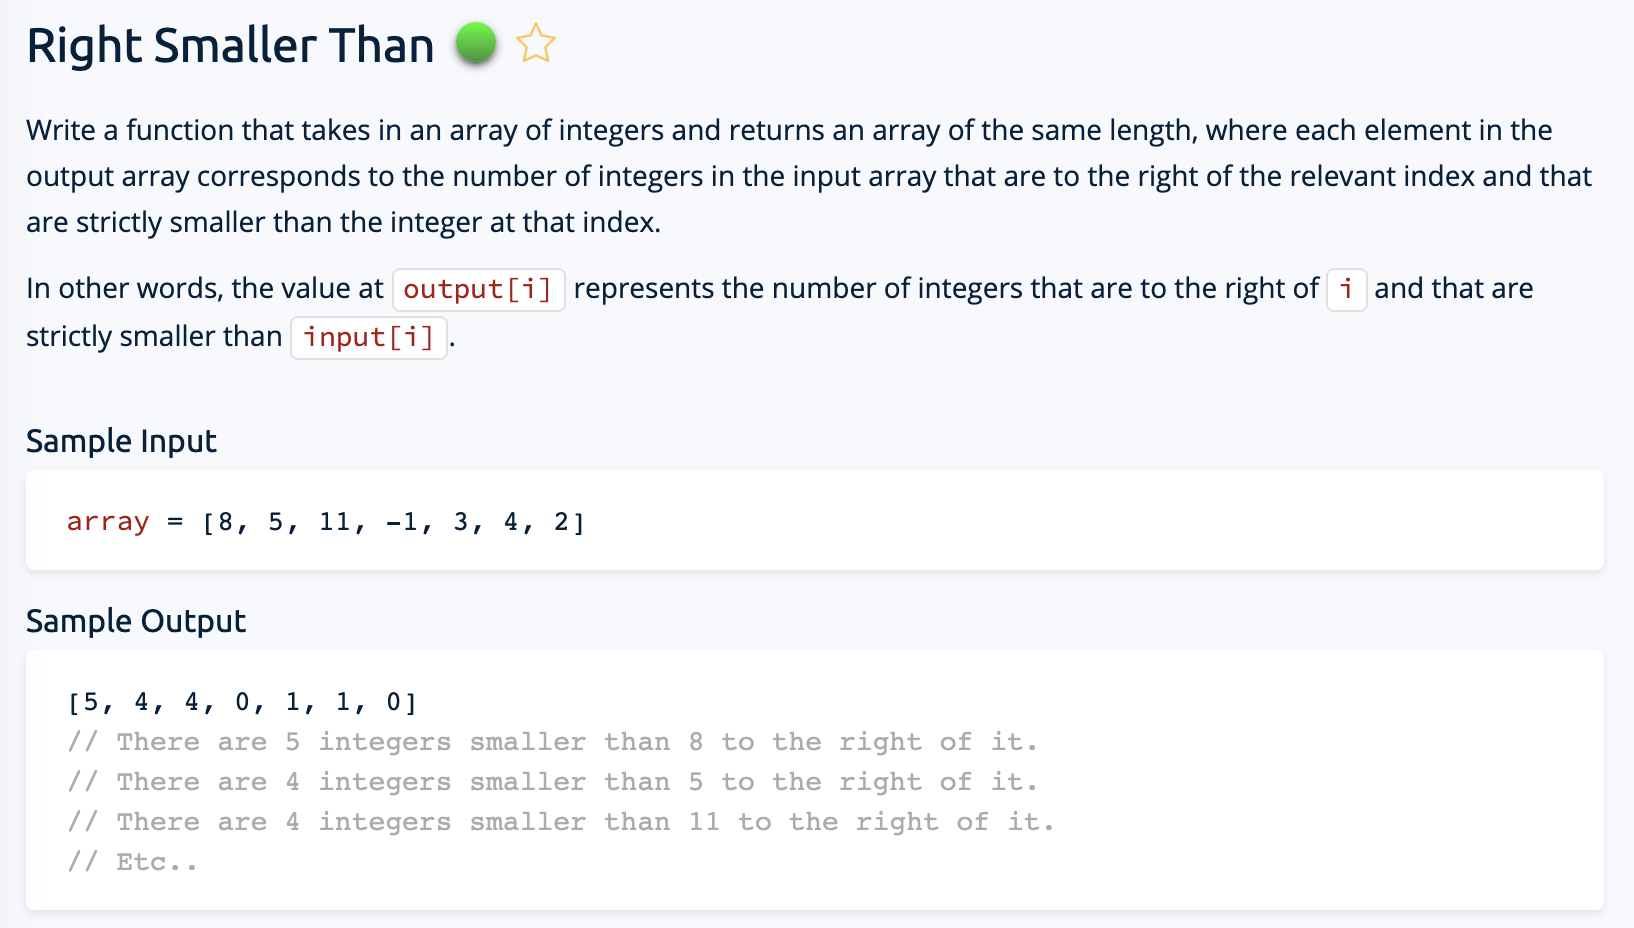 Right Smaller Than
Write a function that takes in an array of integers and returns an array of the same length, where each element in the
output array corresponds to the number of integers in the input array that are to the right of the relevant index and that
are strictly smaller than the integer at that index.
In other words, the value at output[i] represents the number of integers that are to the right of i and that are
strictly smaller than input[i].
Sample Input
array = [8, 5, 11, -1, 3, 4, 2]
Sample Output
[5, 4, 4, 0, 1, 1, 0]
// There are 5 integers smaller than 8 to the right of it.
// There are 4 integers smaller than 5 to the right of it.
// There are 4 integers smaller than 11 to the right of it.
// Etc..